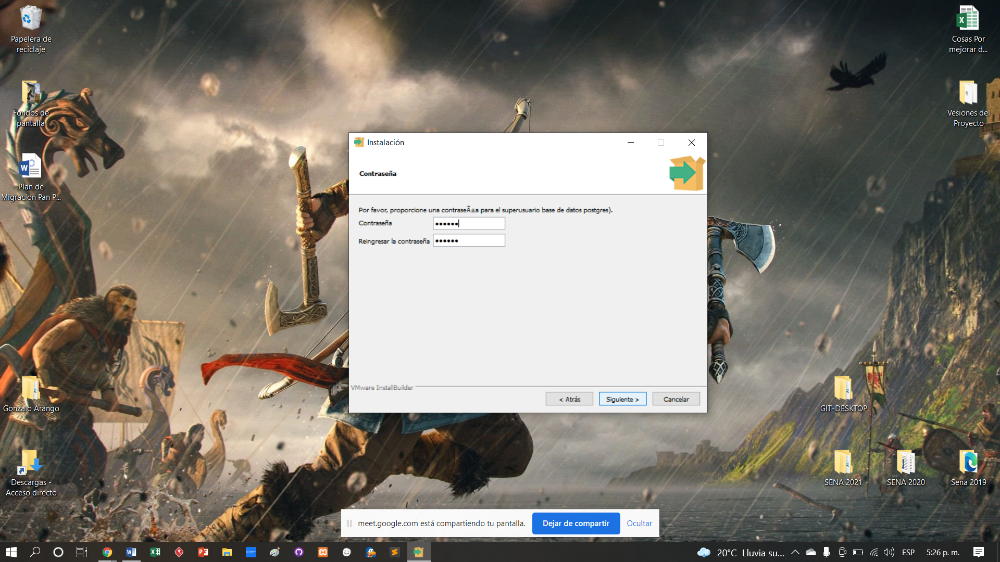 Papelera de
reciclaje
Fondos de
pantalla
Plan de
Migracion Pan P...
Gonzalo Arango
Descargas -
Acceso directo
Cosas Por
mejorar d...
Vesiones del
Proyecto
GIT-DESKTOP
SENA 2021
SENA 2020
Sena 2019
Instalación
Contraseña
Por favor, proporcione una contraseÃ±a para el superusuario base de datos postgres).
Contraseña
••••••
Reingresar la contraseña
••••••
VMware InstallBuilder
< Atrás
Siguiente >
Cancelar
meet.google.com está compartiendo tu pantalla.
Dejar de compartir
Ocultar
20°C Lluvia su...
ESP
5:26 p. m.